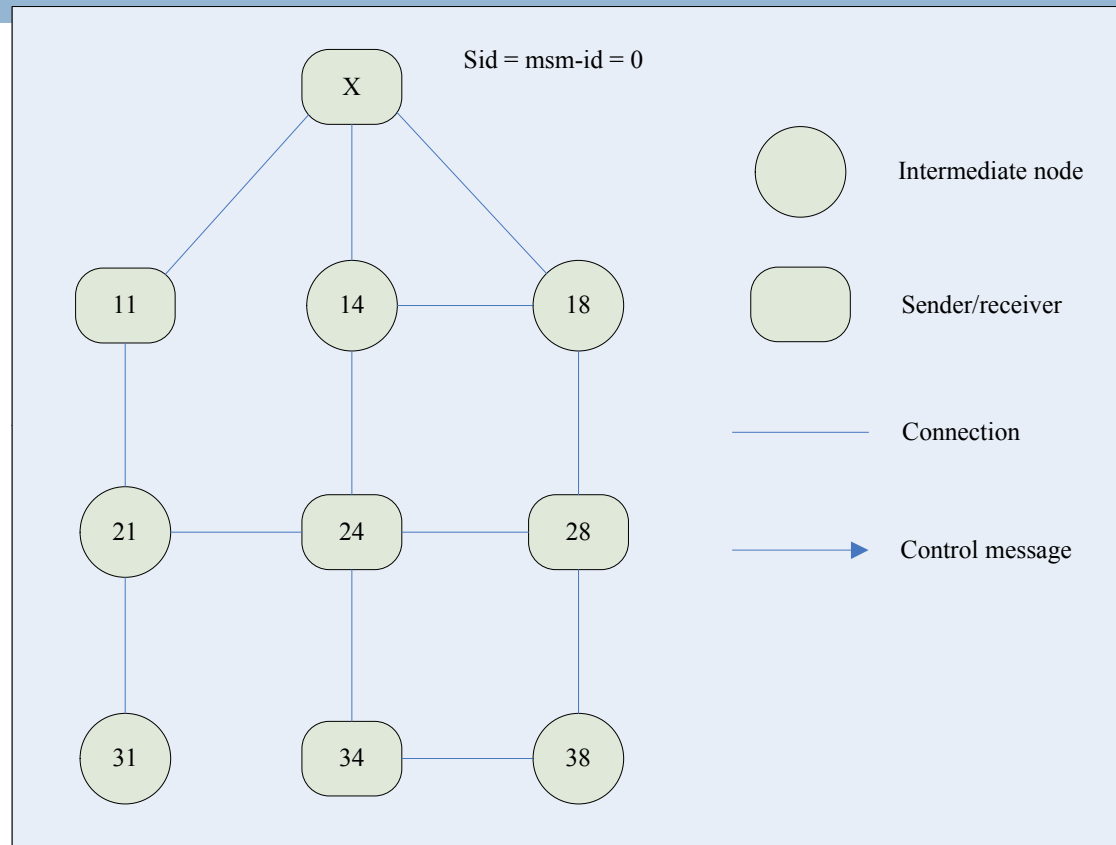 X
Sid = msm-id = 0
Intermediate node
11
14
18
Sender/receiver
Connection
21
24
28
Control message
31
34
38